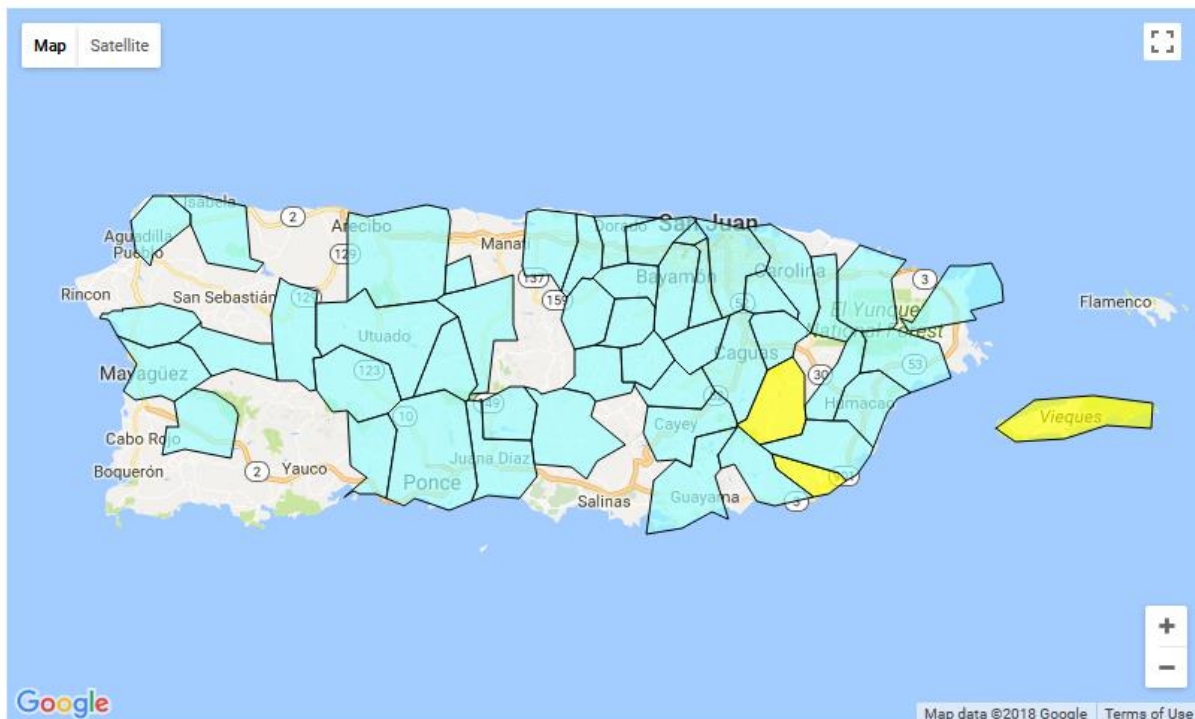 Map Satellite
Isabela
2
Arecibo
San Juan
Dorado
Aguadilla
Pueblo
129
Manatí
Bayamón
Carolina
137
3
Rincon
San Sebastián
129
159
52
Flamenco
El Yunque
National Forest
Utuado
Caguas
Mayagüez
123
30
53
Humacao
10
149
Cayey
Vieques
Cabo Rojo
Boquerón
2
Yauco
Juana Díaz
Ponce
Salinas
Guayama
3
901
+
−
Google
Map data ©2018 Google Terms of Use